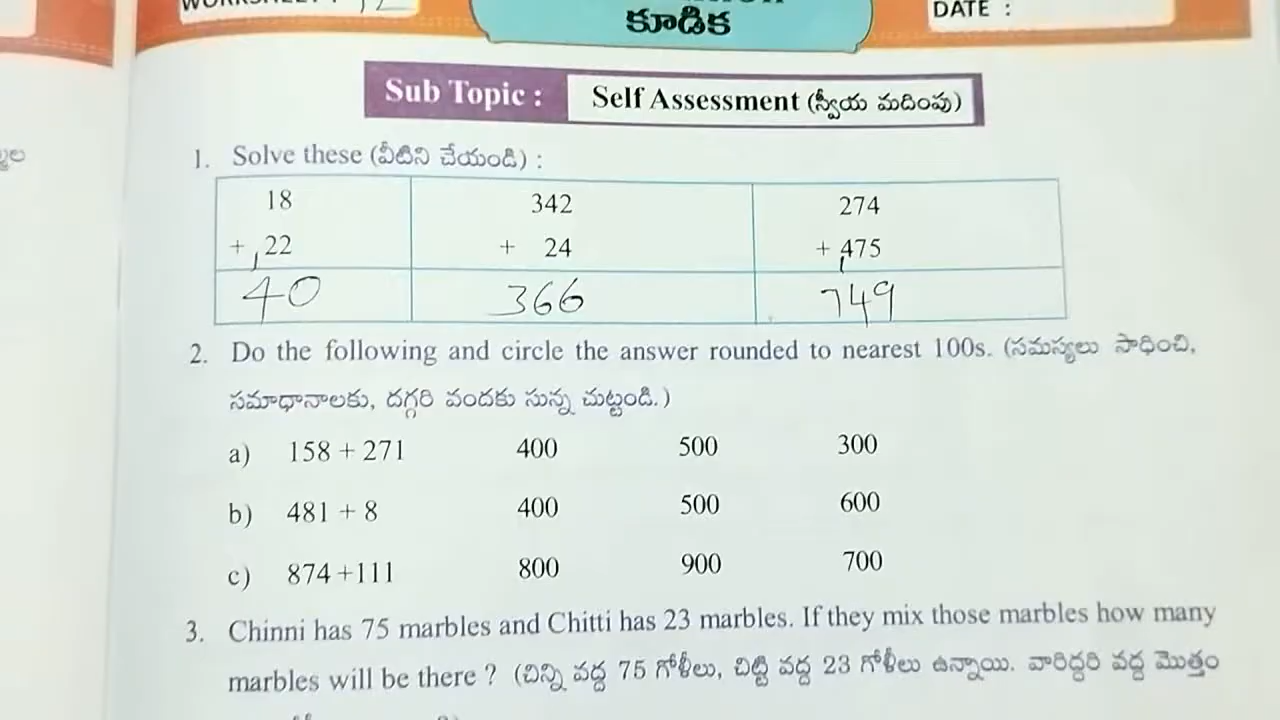 DATE :
కూడిక
Sub Topic : Self Assessment (స్వీయ మదింపు)
1. Solve these (వీటిని చేయండి) :
18 342 274
+ 22 + 24 + 475
40 366 749
2. Do the following and circle the answer rounded to nearest 100s. (సమస్యలు సాధించి,
సమాధానాలకు, దగ్గరి వందకు సున్న చుట్టండి.)
a) 158 + 271 400 500 300
b) 481 + 8 400 500 600
c) 874 +111 800 900 700
3. Chinni has 75 marbles and Chitti has 23 marbles. If they mix those marbles how many
marbles will be there ? (చిన్ని వద్ద 75 గోళీలు, చిట్టి వద్ద 23 గోళీలు ఉన్నాయి. వారిద్దరి వద్ద మొత్తం